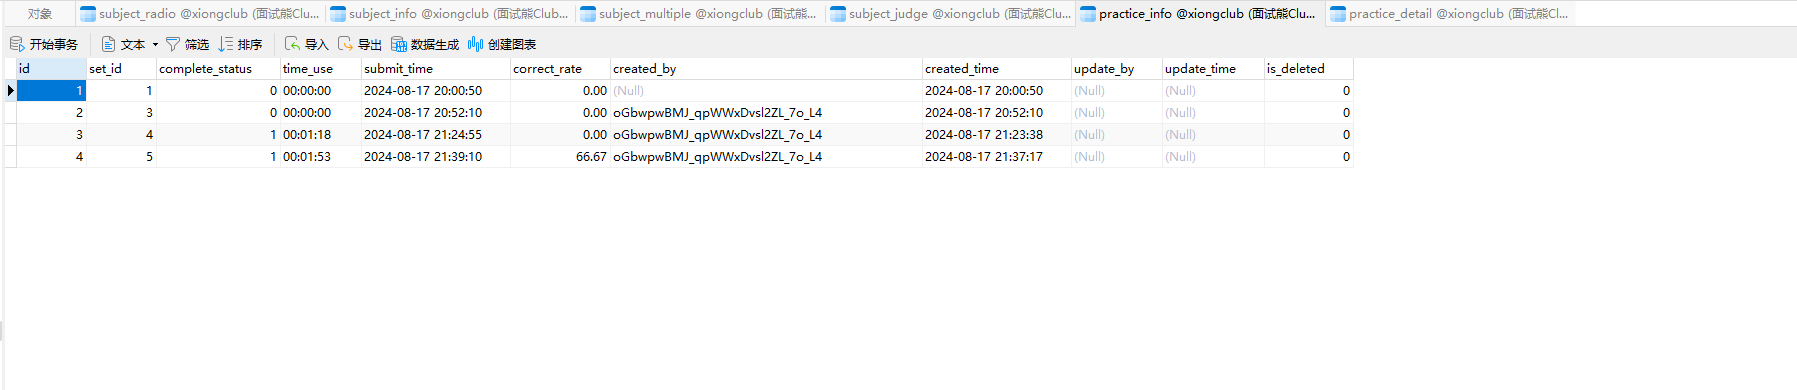 对象 subject_radio @xiongclub (面试熊Clu... subject_info @xiongclub (面试熊Club... subject_multiple @xiongclub (面试熊... subject_judge @xiongclub (面试熊Clu... practice_info @xiongclub (面试熊Clu... practice_detail @xiongclub (面试熊Cl...
开始事务 文本 筛选 排序 导入 导出 数据生成 创建图表
id set_id complete_status time_use submit_time correct_rate created_by created_time update_by update_time is_deleted
1 1 0 00:00:00 2024-08-17 20:00:50 0.00 (Null) 2024-08-17 20:00:50 (Null) (Null) 0
2 3 0 00:00:00 2024-08-17 20:52:10 0.00 oGbwpwBMJ_qpWWxDvsl2ZL_7o_L4 2024-08-17 20:52:10 (Null) (Null) 0
3 4 1 00:01:18 2024-08-17 21:24:55 0.00 oGbwpwBMJ_qpWWxDvsl2ZL_7o_L4 2024-08-17 21:23:38 (Null) (Null) 0
4 5 1 00:01:53 2024-08-17 21:39:10 66.67 oGbwpwBMJ_qpWWxDvsl2ZL_7o_L4 2024-08-17 21:37:17 (Null) (Null) 0